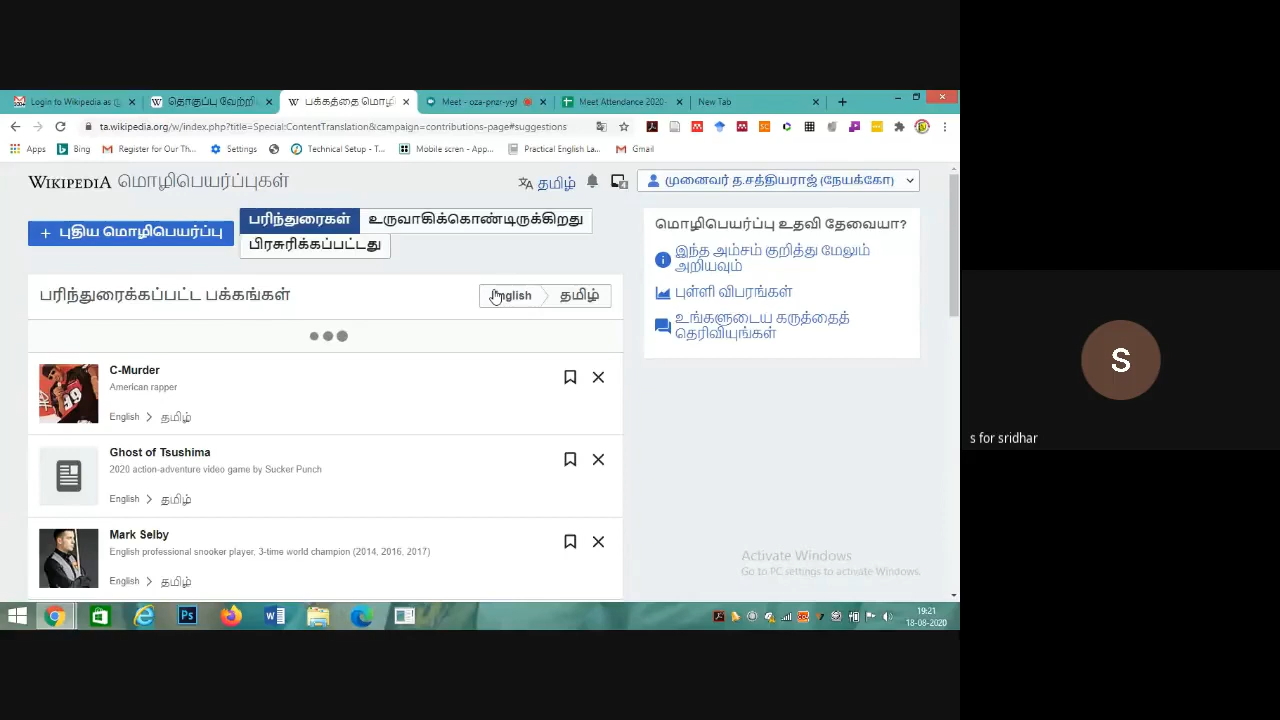 Login to Wikipedia as
தொகுப்பு வேற்றி
பக்கத்தை மொழி
Meet - oza-pnzr-ygf
Meet Attendance 2020
New Tab
ta.wikipedia.org/w/index.php?title=Special:ContentTranslation&campaign=contributions-page#suggestions
Apps Bing Register for Our Th... Settings Technical Setup - T... Mobile scren - App... Practical English La... Gmail
WIKIPEDIA மொழிபெயர்ப்புகள்
தமிழ்
முனைவர் த.சத்தியராஜ் (நேயக்கோ)
+ புதிய மொழிபெயர்ப்பு
பரிந்துரைகள் உருவாகிக்கொண்டிருக்கிறது
பிரசுரிக்கப்பட்டது
மொழிபெயர்ப்பு உதவி தேவையா?
இந்த அம்சம் குறித்து மேலும்
அறியவும்
புள்ளி விபரங்கள்
உங்களுடைய கருத்தைத்
தெரிவியுங்கள்
பரிந்துரைக்கப்பட்ட பக்கங்கள்
English தமிழ்
C-Murder
American rapper
English > தமிழ்
Ghost of Tsushima
2020 action-adventure video game by Sucker Punch
English > தமிழ்
Mark Selby
English professional snooker player, 3-time world champion (2014, 2016, 2017)
English > தமிழ்
Activate Windows
Go to PC settings to activate Windows.
19:21
18-08-2020
S
s for sridhar